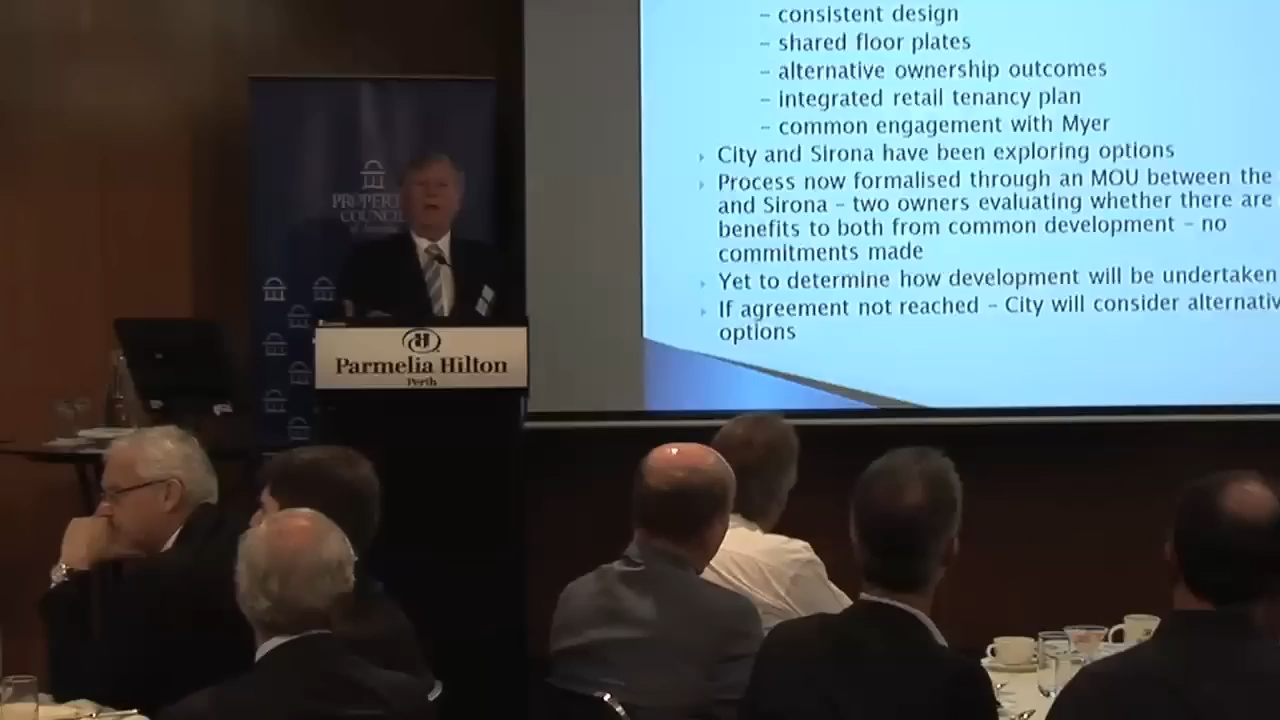 – consistent design
– shared floor plates
– alternative ownership outcomes
– integrated retail tenancy plan
– common engagement with Myer
City and Sirona have been exploring options
Process now formalised through an MOU between the
and Sirona – two owners evaluating whether there are
benefits to both from common development – no
commitments made
Yet to determine how development will be undertaken
If agreement not reached – City will consider alternativ
options
PROPERT
COUNCIL
H
Parmelia Hilton
Perth